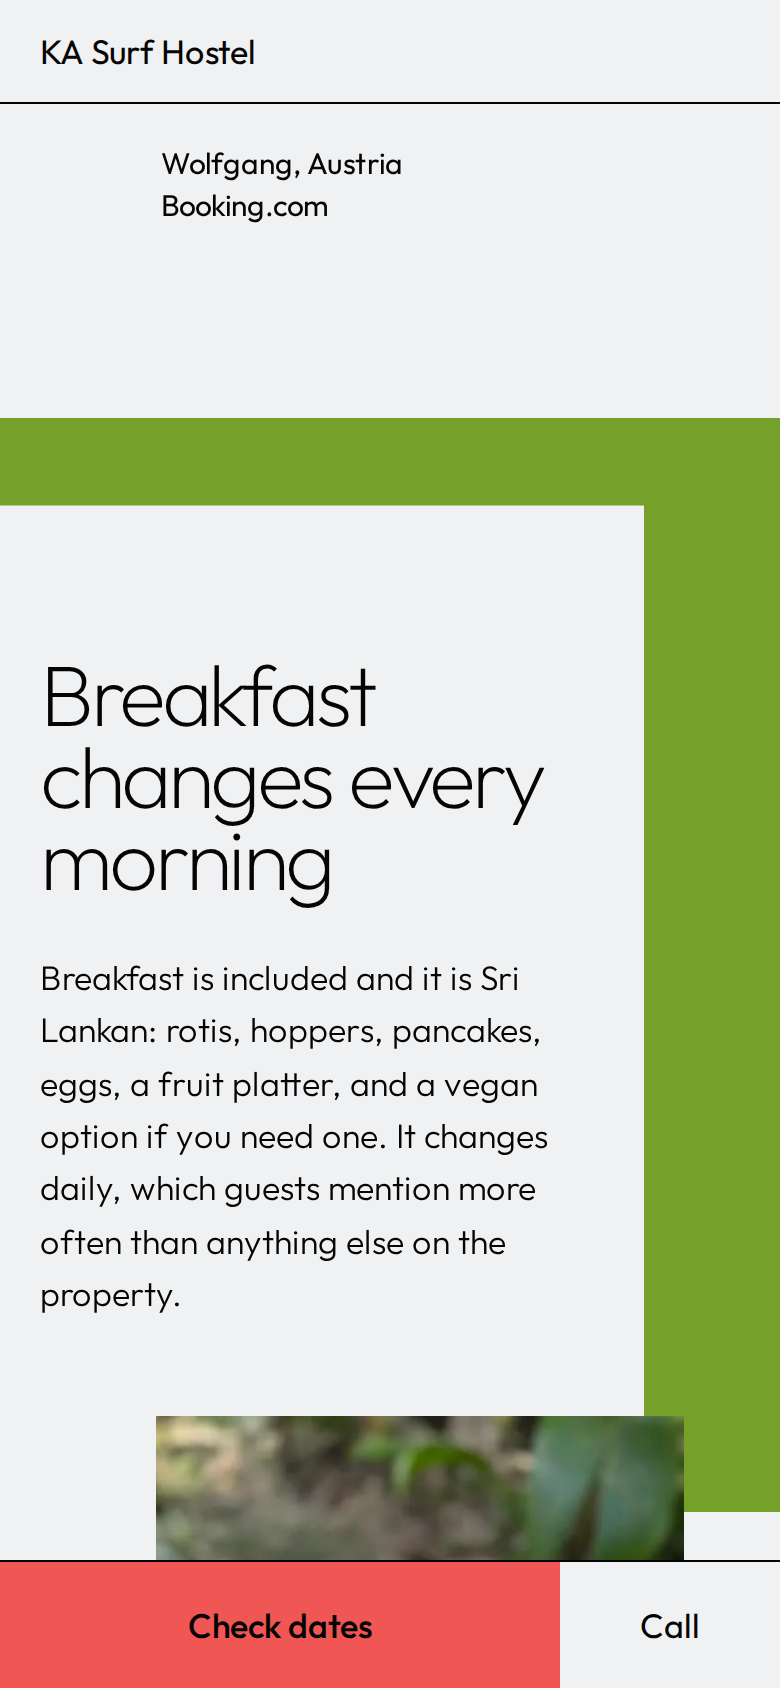 KA Surf Hostel
Wolfgang, Austria
Booking.com
Breakfast
changes every
morning
Breakfast is included and it is Sri
Lankan: rotis, hoppers, pancakes,
eggs, a fruit platter, and a vegan
option if you need one. It changes
daily, which guests mention more
often than anything else on the
property.
Check dates
Call